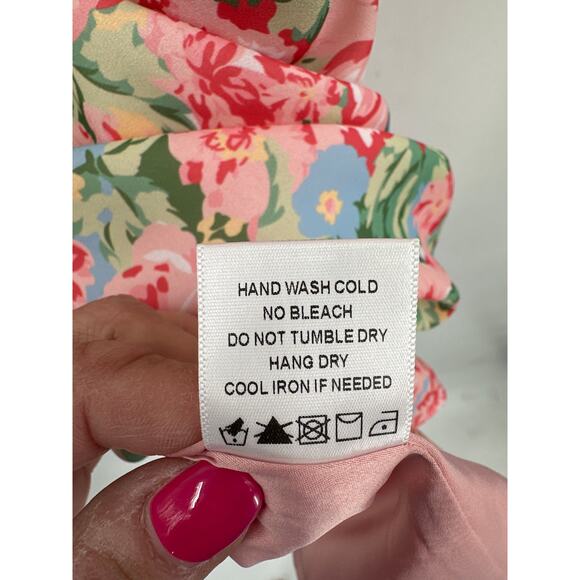 HAND WASH COLD
NO BLEACH
DO NOT TUMBLE DRY
HANG DRY
COOL IRON IF NEEDED